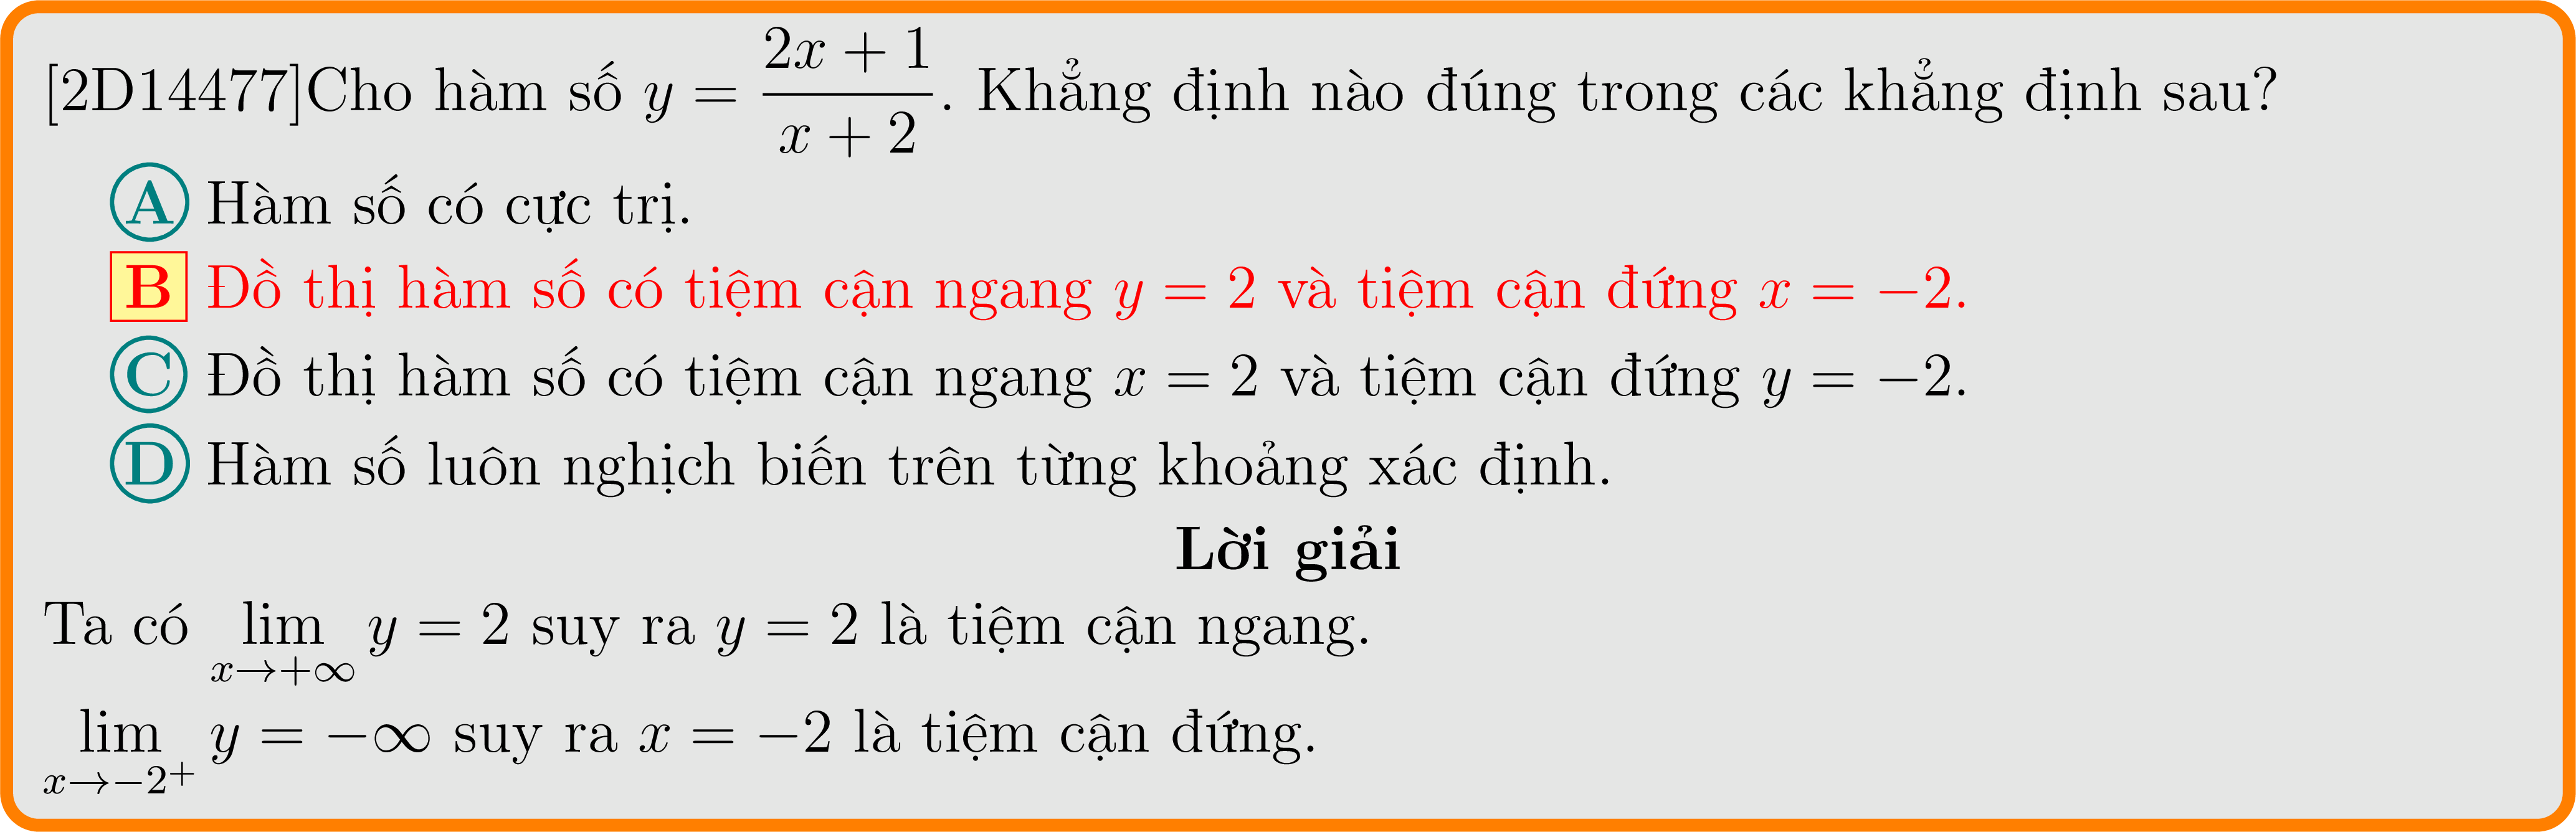 [2D14477]Cho hàm số $y = \dfrac{2x+1}{x+2}$. Khẳng định nào đúng trong các khẳng định sau?
A Hàm số có cực trị.
B Đồ thị hàm số có tiệm cận ngang $y = 2$ và tiệm cận đứng $x = -2$.
C Đồ thị hàm số có tiệm cận ngang $x = 2$ và tiệm cận đứng $y = -2$.
D Hàm số luôn nghịch biến trên từng khoảng xác định.
Lời giải
Ta có $\lim\limits_{x \to +\infty} y = 2$ suy ra $y = 2$ là tiệm cận ngang.
$\lim\limits_{x \to -2^+} y = -\infty$ suy ra $x = -2$ là tiệm cận đứng.